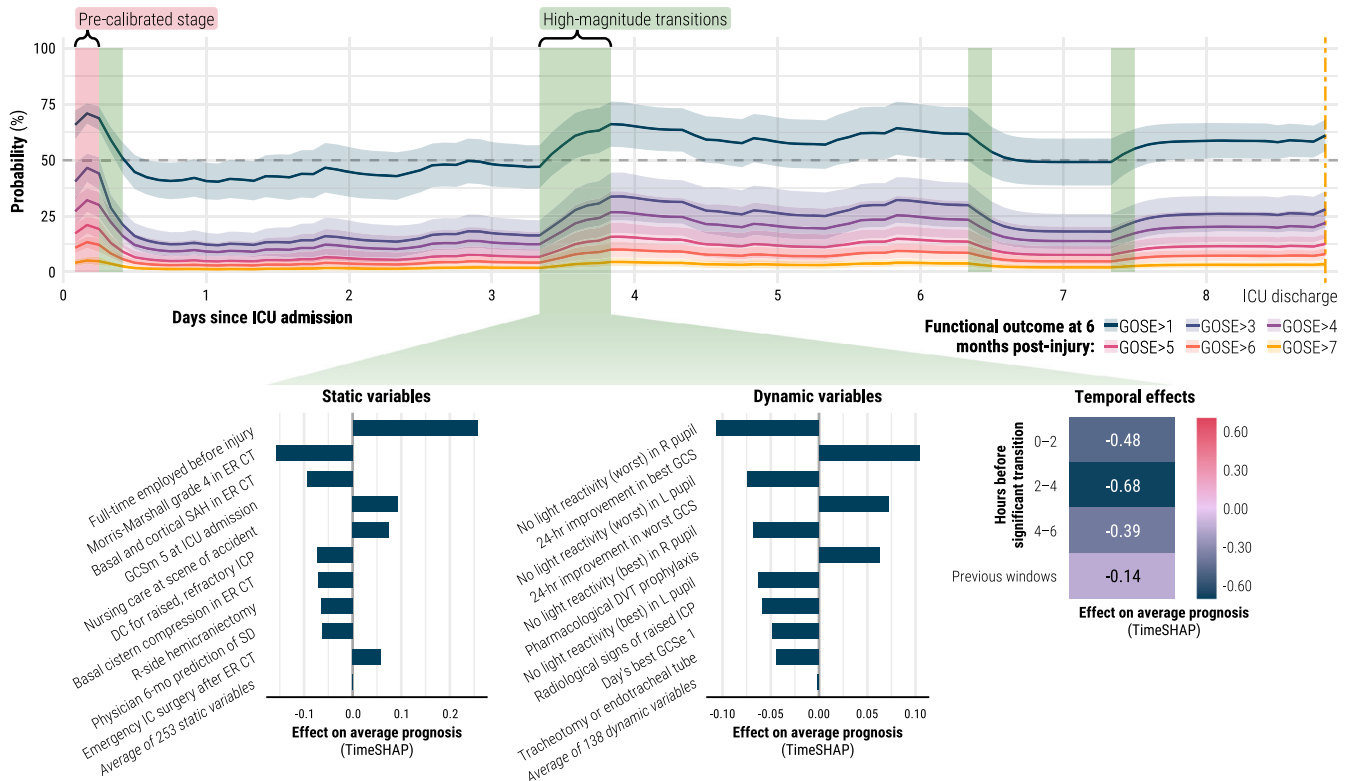 Pre-calibrated stage
High-magnitude transitions
Probability (%)
100
75
50
25
0
0
1
2
3
4
5
6
7
8
ICU discharge
Days since ICU admission
Functional outcome at 6
months post-injury:
GOSE>1
GOSE>3
GOSE>4
GOSE>5
GOSE>6
GOSE>7
Static variables
Full-time employed before injury
Morris-Marshall grade 4 in ER CT
Basal and cortical SAH in ER CT
GCSm 5 at ICU admission
Nursing care at scene of accident
DC for raised, refractory ICP
Basal cistern compression in ER CT
R-side hemicraniectomy
Physician 6-mo prediction of SD
Emergency IC surgery after ER CT
Average of 253 static variables
-0.1
0.0
0.1
0.2
Effect on average prognosis
(TimeSHAP)
Dynamic variables
No light reactivity (worst) in R pupil
24-hr improvement in best GCS
No light reactivity (worst) in L pupil
24-hr improvement in worst GCS
No light reactivity (best) in R pupil
Pharmacological DVT prophylaxis
No light reactivity (best) in L pupil
Radiological signs of raised ICP
Day's best GCSe 1
Tracheotomy or endotracheal tube
Average of 138 dynamic variables
-0.10
-0.05
0.00
0.05
0.10
Effect on average prognosis
(TimeSHAP)
Temporal effects
Hours before
significant transition
0–2
-0.48
2–4
-0.68
4–6
-0.39
Previous windows
-0.14
0.60
0.30
0.00
-0.30
-0.60
Effect on average prognosis
(TimeSHAP)